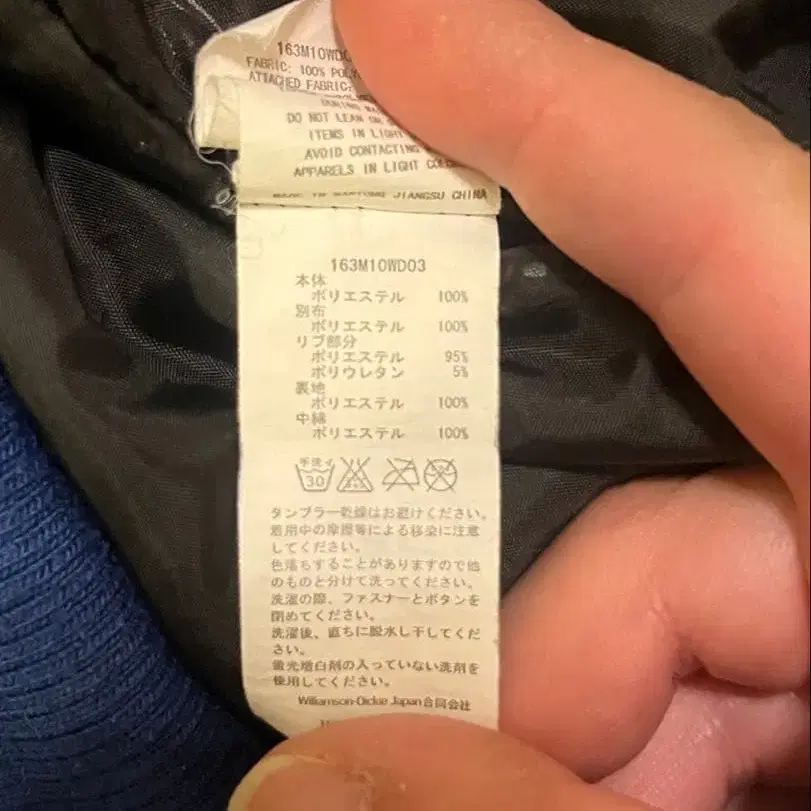 163M10WD0
FABRIC: 100%
ATTACHED FABRIC:
DO NOT LEAN OR
ITEMS IN LIGHT
AVOID CONTACTING
APPARELS IN LIGHT
MADE IN NANTONG JIANGSU CHINA
163M10WD03
本体
ポリエステル 100%
別布
ポリエステル 100%
リブ部分
ポリエステル 95%
ポリウレタン 5%
裏地
ポリエステル 100%
中綿
ポリエステル 100%
手洗イ
30
タンブラー乾燥はお避けください。
着用中の摩擦等による移染に注意
してください。
色落ちすることがありますので他
のものと分けて洗ってください。
洗濯の際、ファスナーとボタンを
閉めてください。
洗濯後、直ちに脱水し干してくだ
さい。
蛍光増白剤の入っていない洗剤を
使用してください。
Williamson-Dickie Japan合同会社